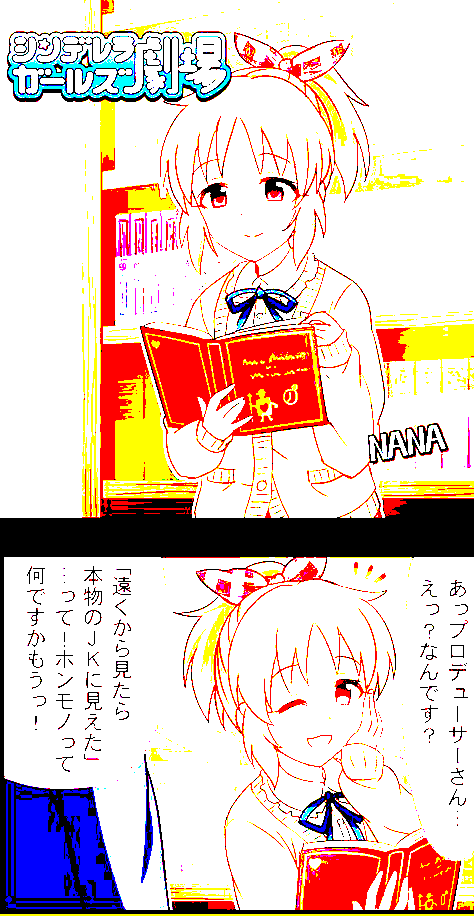 シンデレラ
ガールズ劇場
NANA
あっプロデューサーさん…
えっ?なんです?
「遠くから見たら
本物のJKに見えた」
…って!ホンモノって
何ですかもうっ!